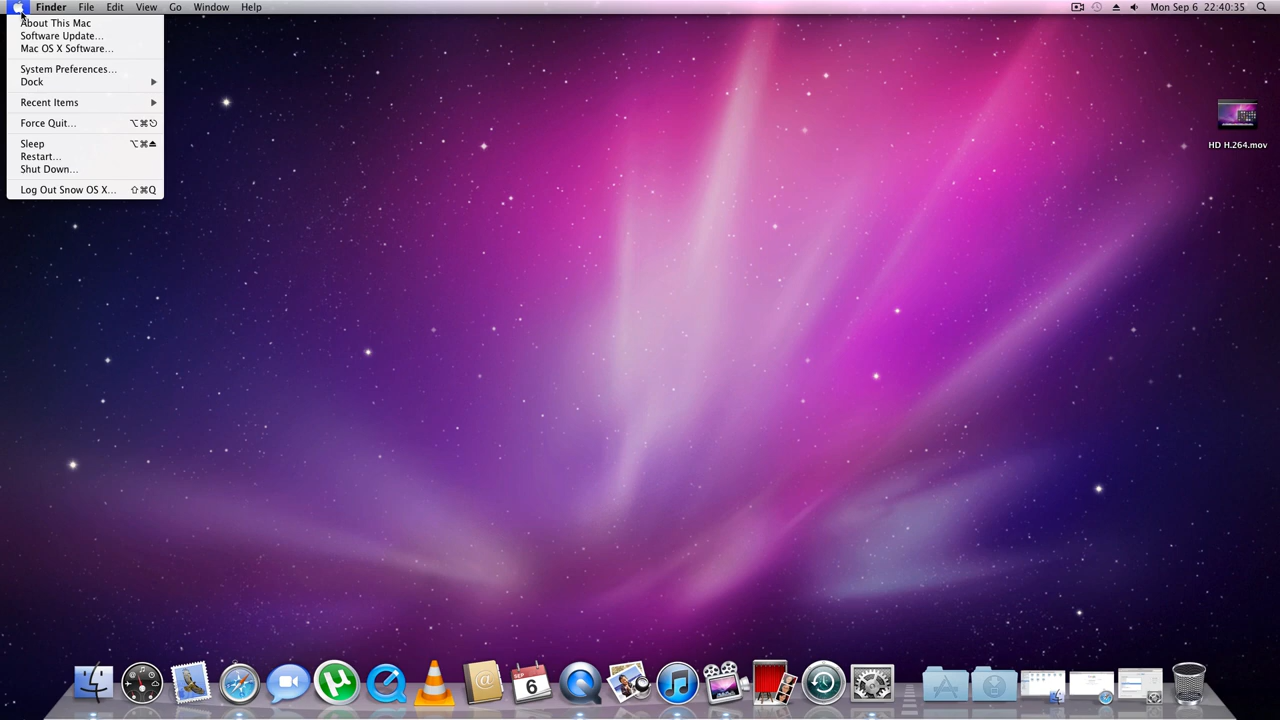 Finder File Edit View Go Window Help Mon Sep 6 22:40:35
About This Mac
Software Update...
Mac OS X Software...
System Preferences...
Dock
Recent Items
Force Quit... ⌥⌘⎋
Sleep ⌥⌘⏏
Restart...
Shut Down...
Log Out Snow OS X... ⇧⌘Q
HD H.264.mov
SEP
6